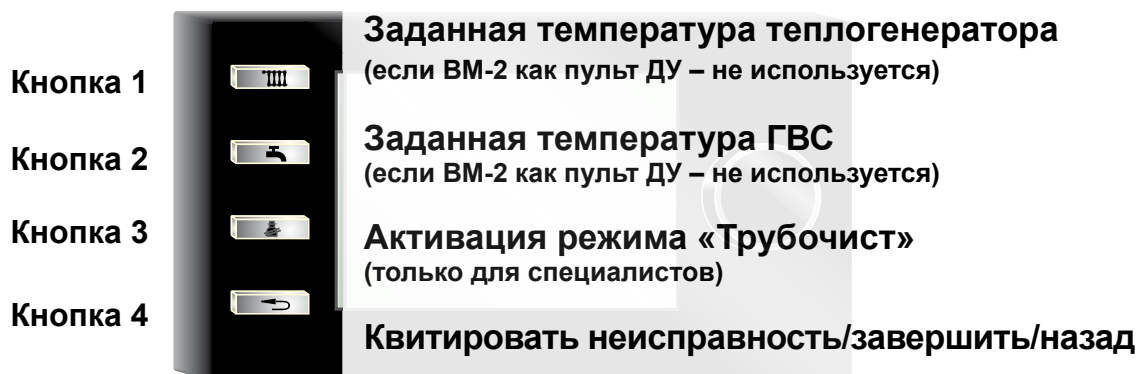 Заданная температура теплогенератора
Кнопка 1
(если BM-2 как пульт ДУ – не используется)
Кнопка 2
Заданная температура ГВС
(если BM-2 как пульт ДУ – не используется)
Кнопка 3
Активация режима «Трубочист»
(только для специалистов)
Кнопка 4
Квитировать неисправность/завершить/назад